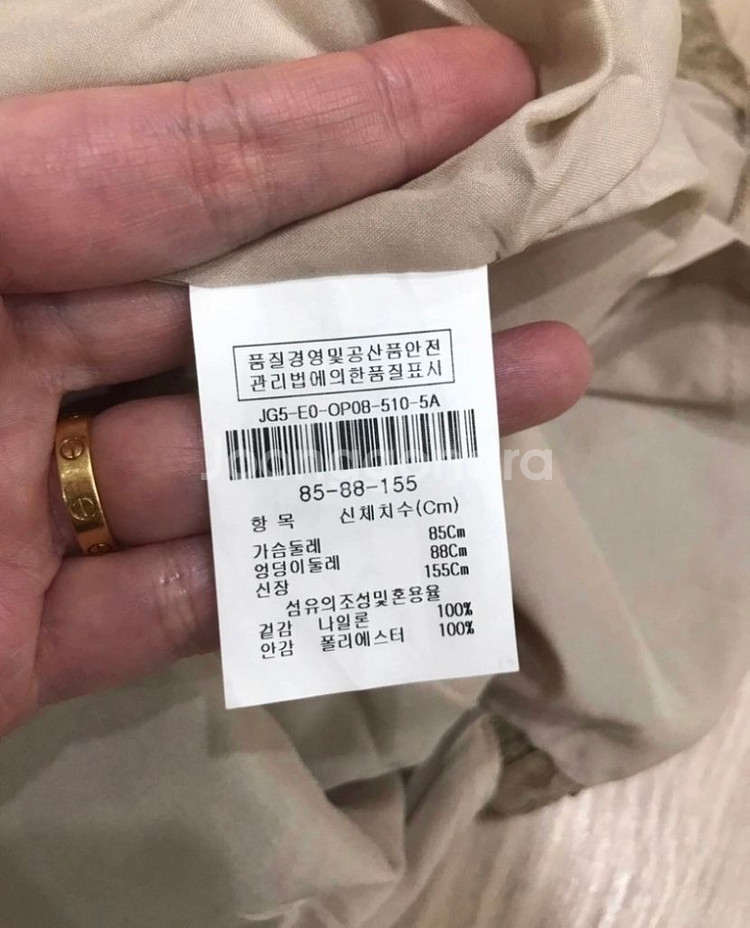 품질경영및공산품안전
관리법에의한품질표시
JG5-E0-OP08-510-5A
Joonggonara
85-88-155
항 목 신체치수(Cm)
가슴둘레 85Cm
엉덩이둘레 88Cm
신장 155Cm
섬유의조성및혼용율
겉감 나일론 100%
안감 폴리에스터 100%